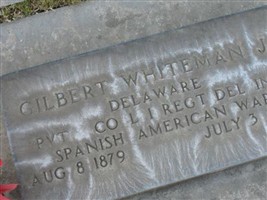 GILBERT WHITEMAN J
DELAWARE
PVT CO L 1 REGT DEL IN
SPANISH AMERICAN WAR
AUG 8 1879 JULY 3